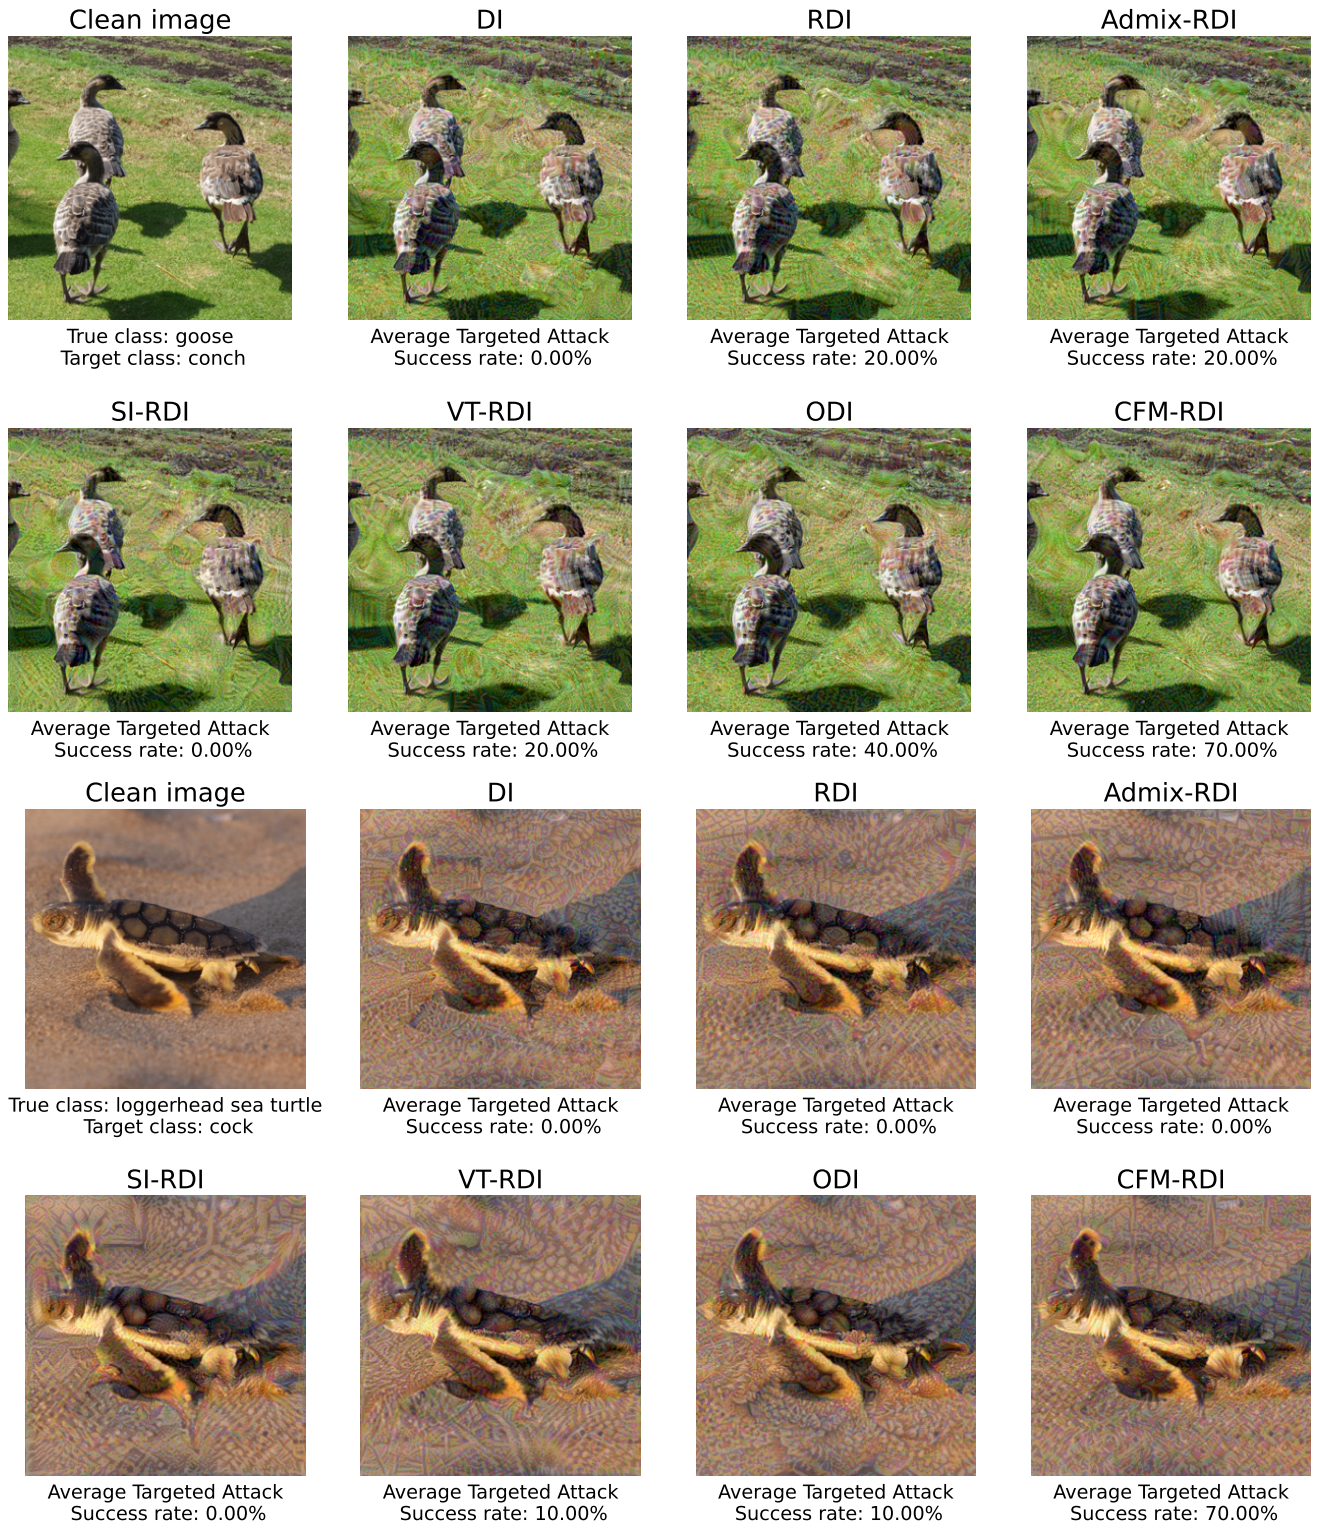 Clean image
DI
RDI
Admix-RDI
True class: goose
Target class: conch
Average Targeted Attack
Success rate: 0.00%
Average Targeted Attack
Success rate: 20.00%
Average Targeted Attack
Success rate: 20.00%
SI-RDI
VT-RDI
ODI
CFM-RDI
Average Targeted Attack
Success rate: 0.00%
Average Targeted Attack
Success rate: 20.00%
Average Targeted Attack
Success rate: 40.00%
Average Targeted Attack
Success rate: 70.00%
Clean image
DI
RDI
Admix-RDI
True class: loggerhead sea turtle
Target class: cock
Average Targeted Attack
Success rate: 0.00%
Average Targeted Attack
Success rate: 0.00%
Average Targeted Attack
Success rate: 0.00%
SI-RDI
VT-RDI
ODI
CFM-RDI
Average Targeted Attack
Success rate: 0.00%
Average Targeted Attack
Success rate: 10.00%
Average Targeted Attack
Success rate: 10.00%
Average Targeted Attack
Success rate: 70.00%